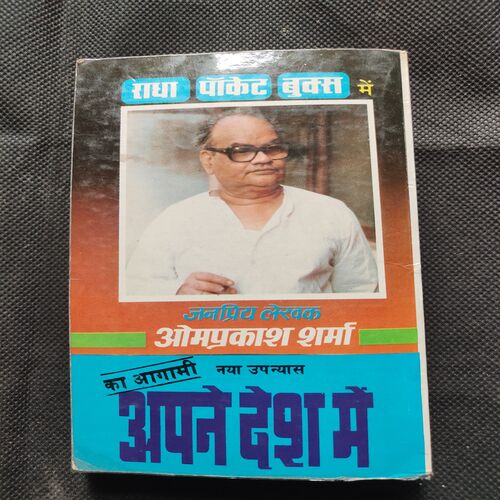 राधा पॉकेट बुक्स में
जनप्रिय लेखक
ओमप्रकाश शर्मा
का आगामी नया उपन्यास
अपने देश में